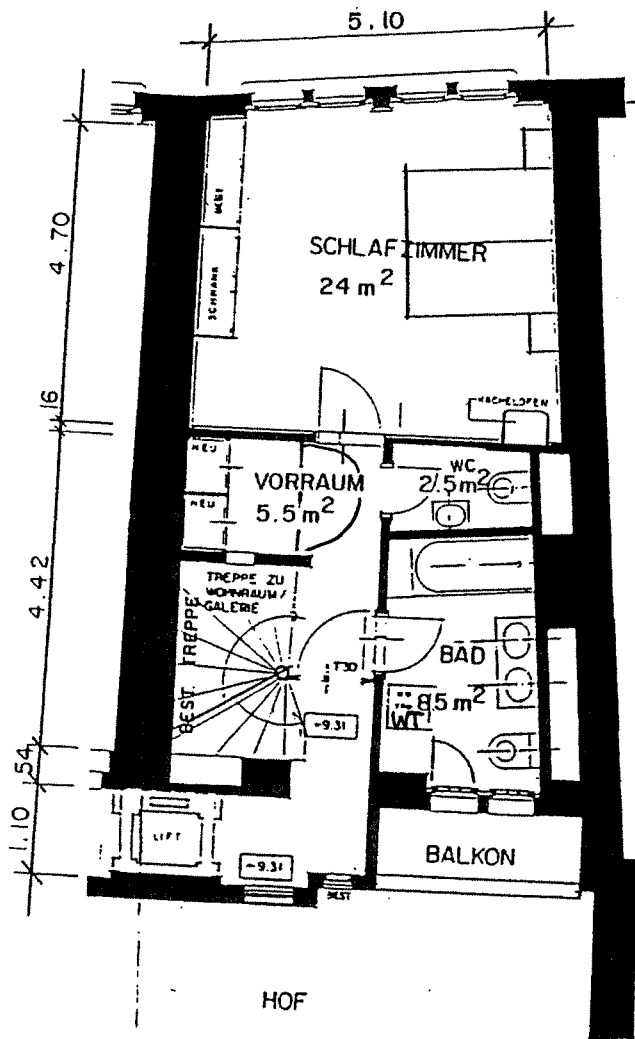 5.10
4.70
16
4.42
54
1.10
BEST
SCHRANK
SCHLAFZIMMER
24 m²
KACHELOFEN
NEU
NEU
VORRAUM
5.5 m²
WC
2.5 m²
TREPPE ZU
WOHNRAUM/
GALERIE
BEST. TREPPE
T30
-9.31
BAD
8.5 m²
WT
LIFT
-9.31
BEST
BALKON
HOF